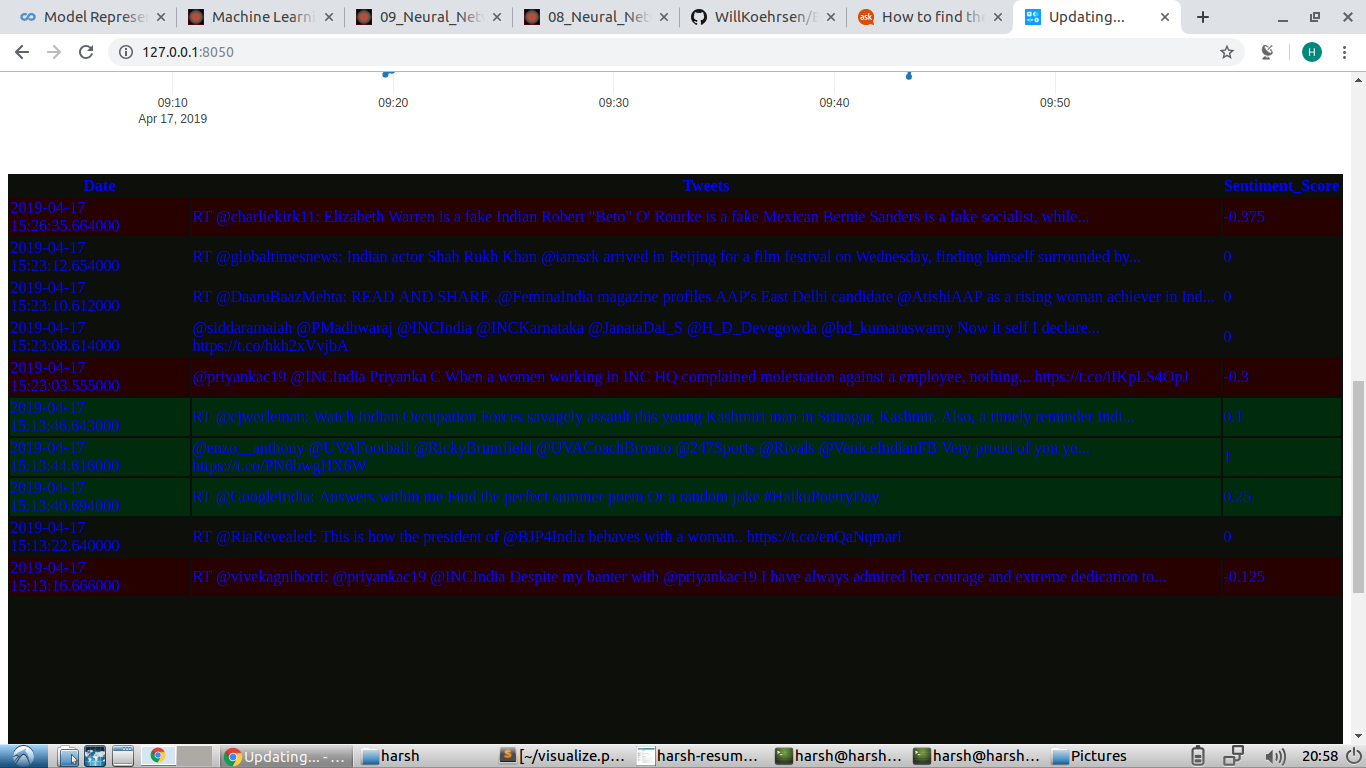 Model Represe
Machine Learni
09_Neural_Net
08_Neural_Net
WillKoehrsen/
How to find the
Updating...
127.0.0.1:8050
H
09:10
09:20
09:30
09:40
09:50
Apr 17, 2019
Date
Tweets
Sentiment_Score
2019-04-17
15:26:35.664000
RT @charliekirk11: Elizabeth Warren is a fake Indian Robert "Beto" O' Rourke is a fake Mexican Bernie Sanders is a fake socialist, while...
-0.375
2019-04-17
15:23:12.654000
RT @globaltimesnews: Indian actor Shah Rukh Khan @iamsrk arrived in Beijing for a film festival on Wednesday, finding himself surrounded by...
0
2019-04-17
15:23:10.612000
RT @DaaruBaazMehta: READ AND SHARE .@FeminaIndia magazine profiles AAP's East Delhi candidate @AtishiAAP as a rising woman achiever in Ind...
0
2019-04-17
15:23:08.614000
@siddaramaiah @PMadhwaraj @INCIndia @INCKarnataka @JanataDal_S @H_D_Devegowda @hd_kumaraswamy Now it self I declare...
https://t.co/hkh2xVvjbA
0
2019-04-17
15:23:03.555000
@priyankac19 @INCIndia Priyanka C When a women working in INC HQ complained molestation against a employee, nothing...
-0.3
2019-04-17
15:13:46.643000
RT @cjwerleman: Watch Indian Occupation Forces savagely assault this young Kashmiri man in Srinagar, Kashmir. Also, a timely reminder Indi...
0.1
2019-04-17
15:13:44.616000
@enzo__anthony @UVAFootball @RickyBrumfield @UVACoachBronco @247Sports @Rivals @VeniceIndianFB Very proud of you yo...
https://t.co/PN6bwgHX6W
1
2019-04-17
15:13:40.694000
RT @GoogleIndia: Answers within me Find the perfect summer poem Or a random joke #HaikuPoetryDay
0.25
2019-04-17
15:13:22.640000
RT @RiaRevealed: This is how the president of @BJP4India behaves with a woman.. https://t.co/enQaNqmarI
0
2019-04-17
15:13:16.666000
RT @vivekagnihotri: @priyankac19 @INCIndia Despite my banter with @priyankac19 I have always admired her courage and extreme dedication to...
-0.125
Updating... - ...
harsh
[~/visualize.p...
harsh-resum...
harsh@harsh...
harsh@harsh...
Pictures
20:58